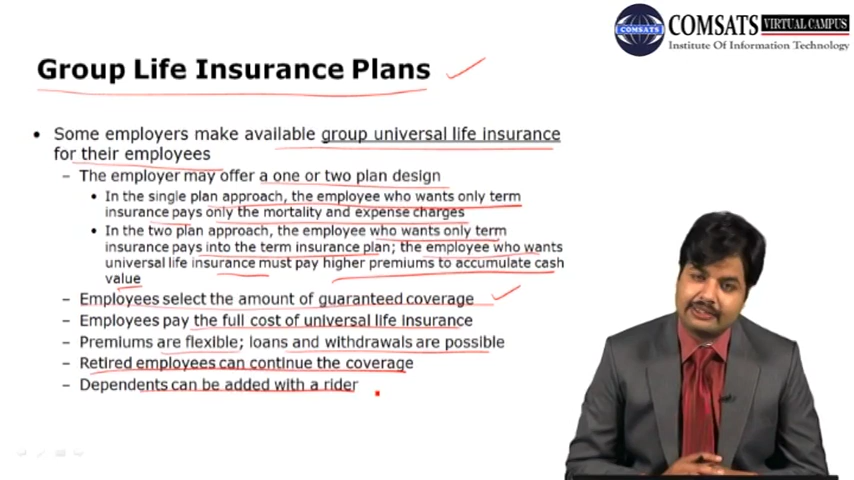 COMSATS
COMSATS VIRTUAL CAMPUS
Institute Of Information Technology
Group Life Insurance Plans
• Some employers make available group universal life insurance
for their employees
– The employer may offer a one or two plan design
• In the single plan approach, the employee who wants only term
insurance pays only the mortality and expense charges
• In the two plan approach, the employee who wants only term
insurance pays into the term insurance plan; the employee who wants
universal life insurance must pay higher premiums to accumulate cash
value
– Employees select the amount of guaranteed coverage
– Employees pay the full cost of universal life insurance
– Premiums are flexible; loans and withdrawals are possible
– Retired employees can continue the coverage
– Dependents can be added with a rider